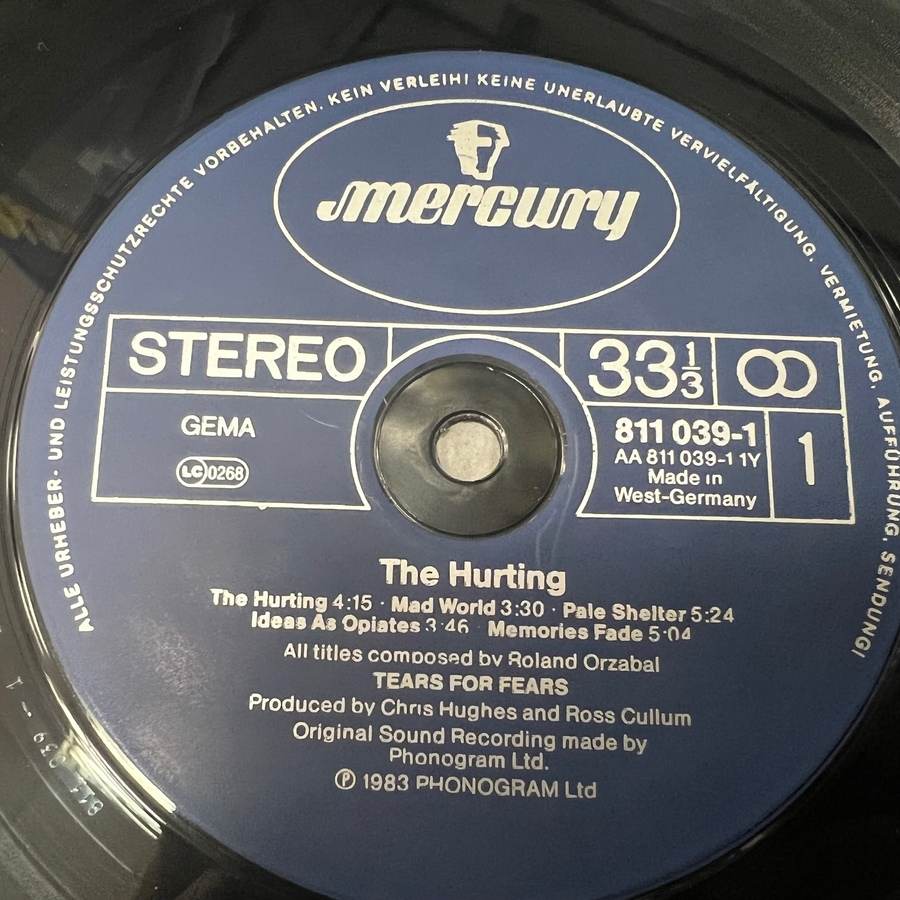 ALLE URHEBER- UND LEISTUNGSSCHUTZRECHTE VORBEHALTEN. KEIN VERLEIH! KEINE UNERLAUBTE VERVIELFÄLTIGUNG, VERMIETUNG, AUFFÜHRUNG, SENDUNG!
mercury
STEREO
33 1/3
GEMA
LC 0268
811 039-1
AA 811 039-1 1Y
Made in
West-Germany
1
The Hurting
The Hurting 4:15 · Mad World 3:30 · Pale Shelter 5:24
Ideas As Opiates 3:46 · Memories Fade 5:04
All titles composed by Roland Orzabal
TEARS FOR FEARS
Produced by Chris Hughes and Ross Cullum
Original Sound Recording made by
Phonogram Ltd.
℗ 1983 PHONOGRAM Ltd